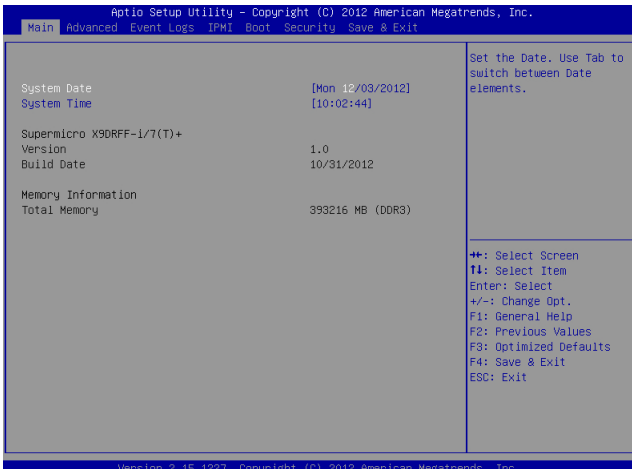 Aptio Setup Utility – Copyright (C) 2012 American Megatrends, Inc.
Main Advanced Event Logs IPMI Boot Security Save & Exit
Set the Date. Use Tab to
switch between Date
elements.
System Date [Mon 12/03/2012]
System Time [10:02:44]
Supermicro X9DRFF-i/7(T)+
Version 1.0
Build Date 10/31/2012
Memory Information
Total Memory 393216 MB (DDR3)
→←: Select Screen
↑↓: Select Item
Enter: Select
+/-: Change Opt.
F1: General Help
F2: Previous Values
F3: Optimized Defaults
F4: Save & Exit
ESC: Exit
Version 2.15.1227. Copyright (C) 2012 American Megatrends, Inc.